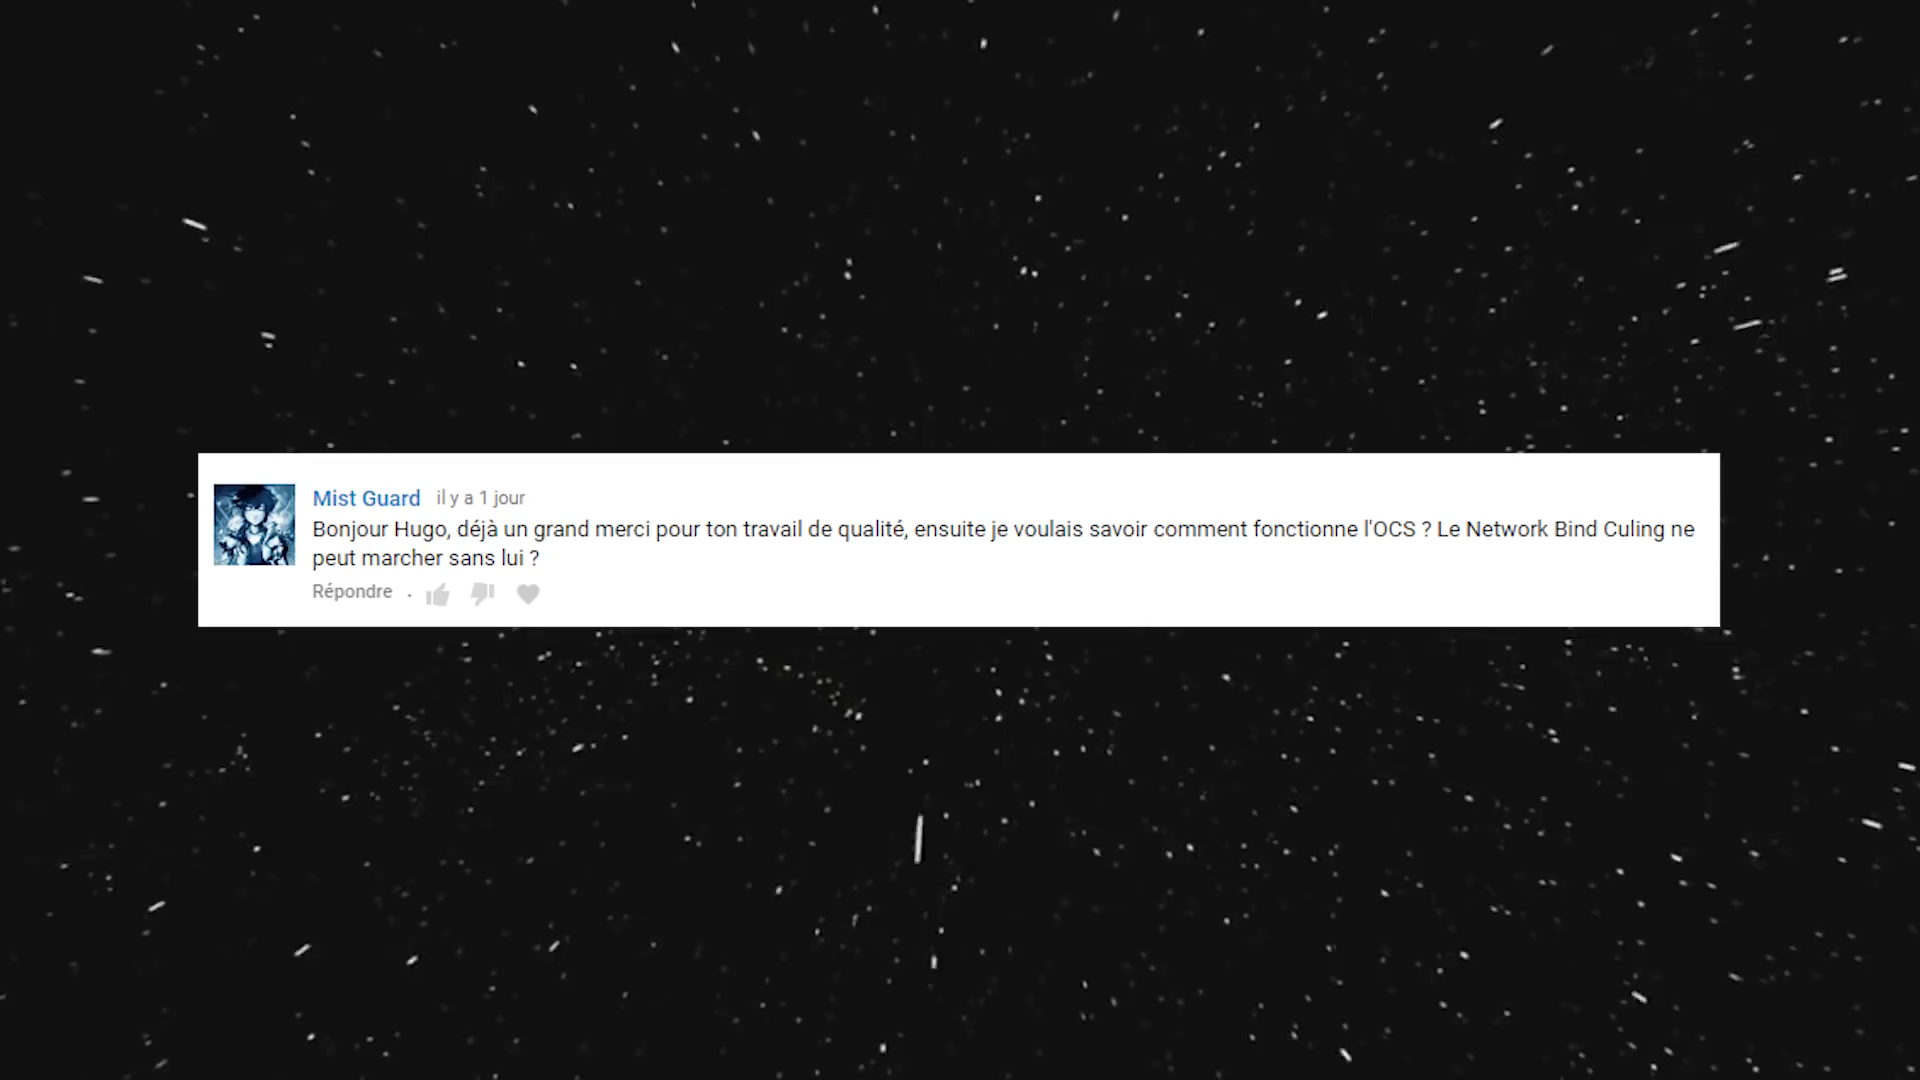 Mist Guard il y a 1 jour
Bonjour Hugo, déjà un grand merci pour ton travail de qualité, ensuite je voulais savoir comment fonctionne l'OCS ? Le Network Bind Culing ne
peut marcher sans lui ?
Répondre .